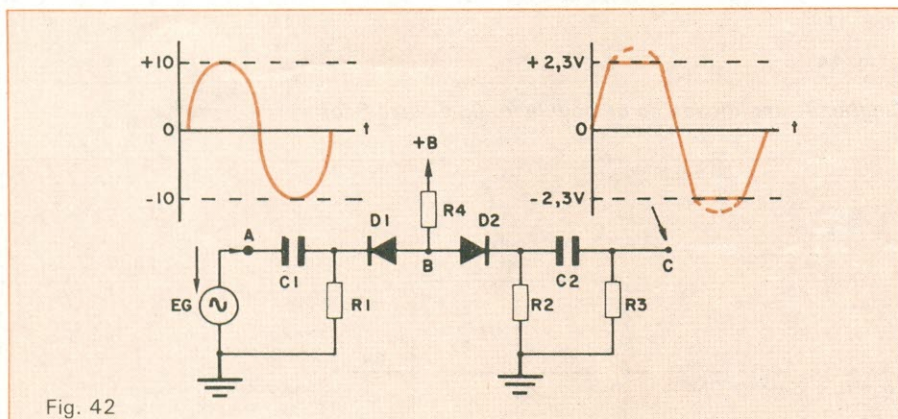 +10
0
-10
t
+B
R4
D1
D2
A
C1
B
C2
C
EG
R1
R2
R3
+ 2,3V
0
- 2,3V
t
Fig. 42